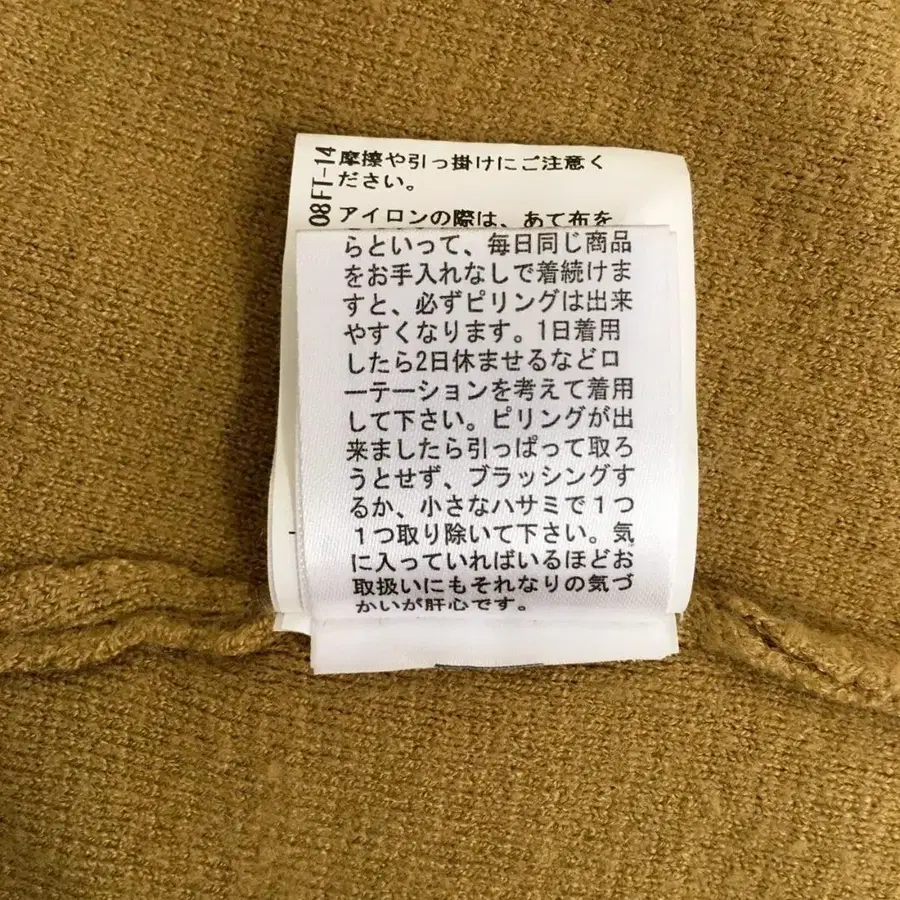 08FT-14
摩擦や引っ掛けにご注意く
ださい。
アイロンの際は、あて布を
らといって、毎日同じ商品
をお手入れなしで着続けま
すと、必ずピリングは出来
やすくなります。1日着用
したら2日休ませるなどロ
ーテーションを考えて着用
して下さい。ピリングが出
来ましたら引っぱって取ろ
うとせず、ブラッシングす
るか、小さなハサミで１つ
１つ取り除いて下さい。気
に入っていればいるほどお
取扱いにもそれなりの気づ
かいが肝心です。